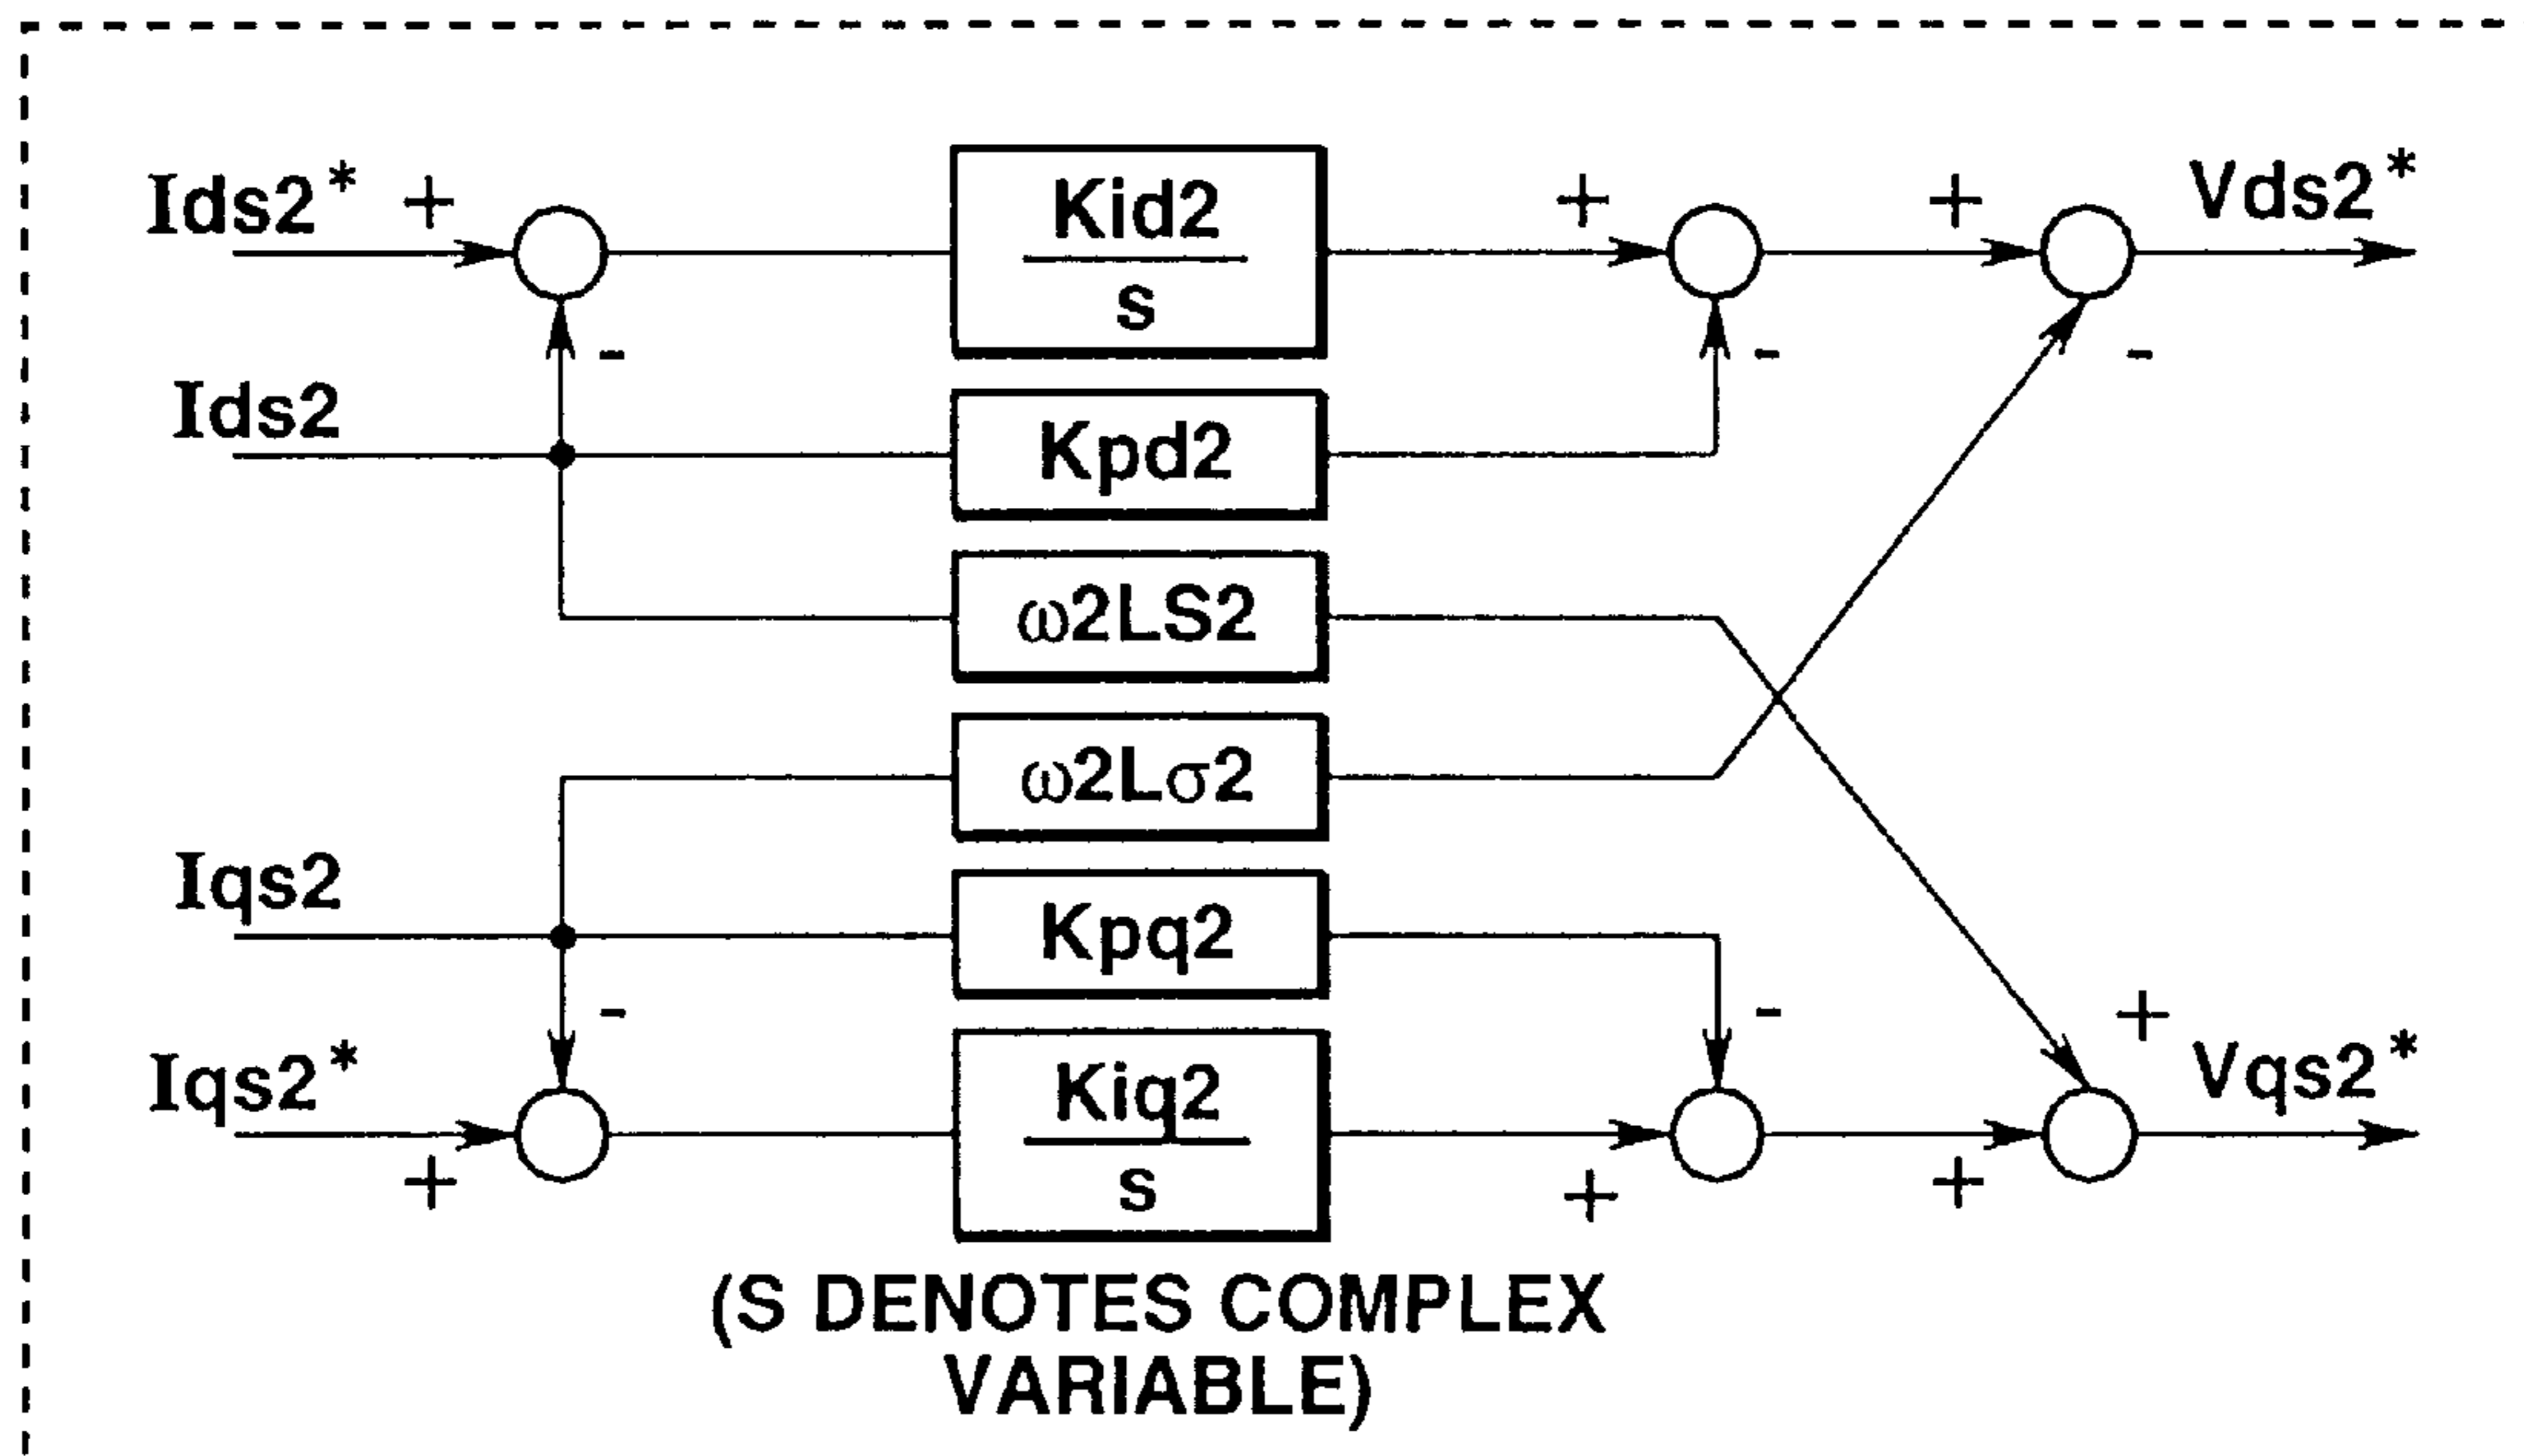 Ids2* +
Kid2
s
+
+
Vds2*
-
-
-
Ids2
Kpd2
ω2LS2
ω2Lσ2
Iqs2
Kpq2
-
-
+
Iqs2*
+
Kiq2
s
+
+
Vqs2*
(S DENOTES COMPLEX
VARIABLE)